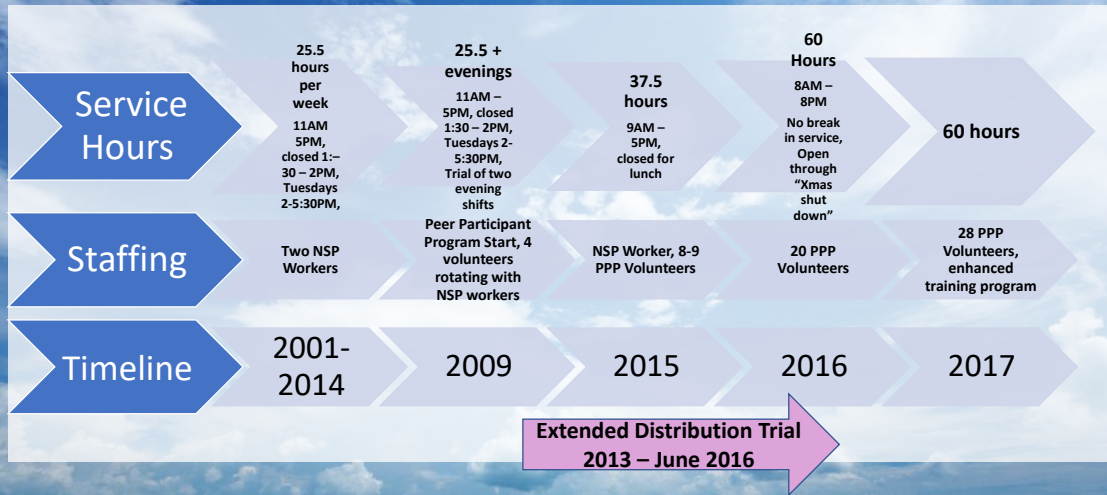 Service
Hours
25.5
hours
per
week
11AM
5PM,
closed 1:–
30 – 2PM,
Tuesdays
2-5:30PM,
25.5 +
evenings
11AM –
5PM, closed
1:30 – 2PM,
Tuesdays 2-
5:30PM,
Trial of two
evening
shifts
37.5
hours
9AM –
5PM,
closed for
lunch
60
Hours
8AM –
8PM
No break
in service,
Open
through
“Xmas
shut
down”
60 hours
Staffing
Two NSP
Workers
Peer Participant
Program Start, 4
volunteers
rotating with
NSP workers
NSP Worker, 8-9
PPP Volunteers
20 PPP
Volunteers
28 PPP
Volunteers,
enhanced
training program
Timeline
2001-
2014
2009
2015
2016
2017
Extended Distribution Trial
2013 – June 2016